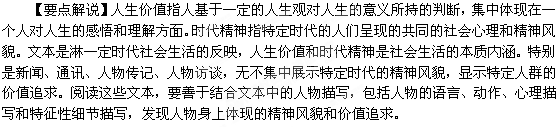 【要点解说】人生价值指人基于一定的人生观对人生的意义所持的判断，集中体现在一
个人对人生的感悟和理解方面。时代精神指特定时代的人们呈现的共同的社会心理和精神风
貌。文本是淋一定时代社会生活的反映，人生价值和时代精神是社会生活的本质内涵。特别
是新闻、通讯、人物传记、人物访谈，无不集中展示特定时代的精神风貌，显示特定人群的
价值追求。阅读这些文本，要善于结合文本中的人物描写，包括人物的语言、动作、心理描
写和特征性细节描写，发现人物身上体现的精神风貌和价值追求。